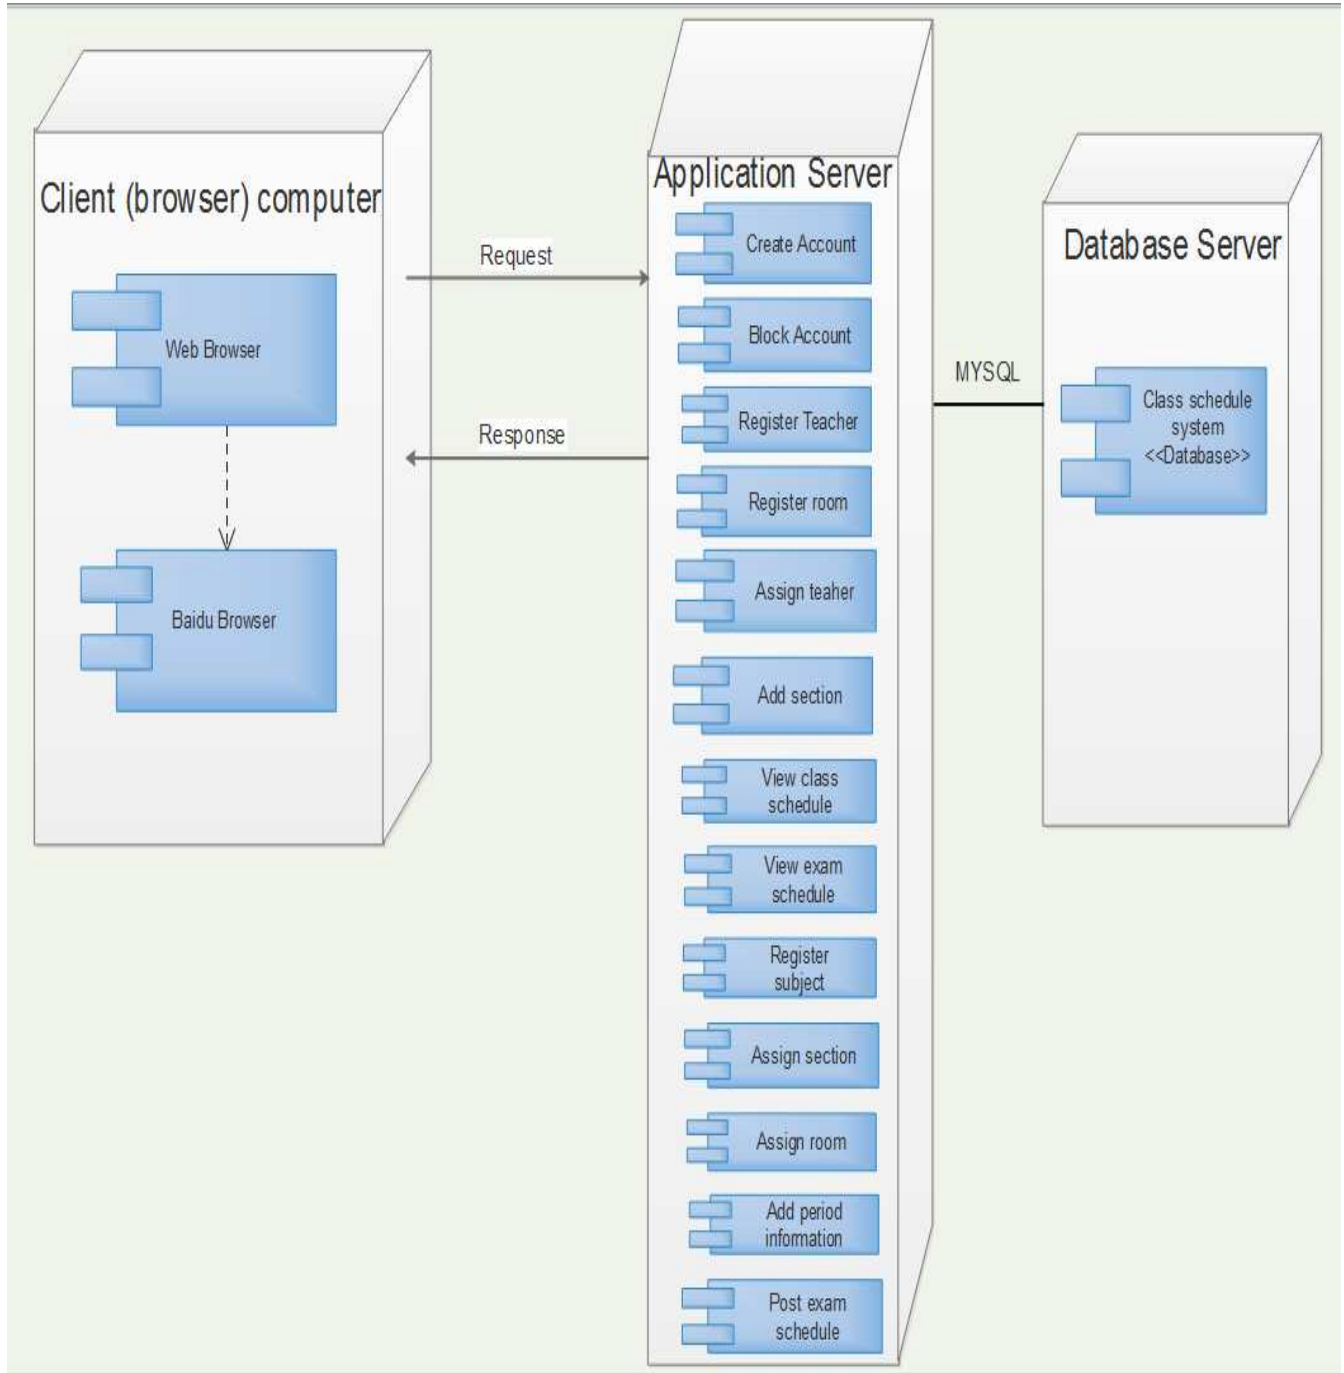 Client (browser) computer
Web Browser
Baidu Browser
Request
Response
Application Server
Create Account
Block Account
Register Teacher
Register room
Assign teaher
Add section
View class
schedule
View exam
schedule
Register
subject
Assign section
Assign room
Add period
information
Post exam
schedule
MYSQL
Database Server
Class schedule
system
<<Database>>